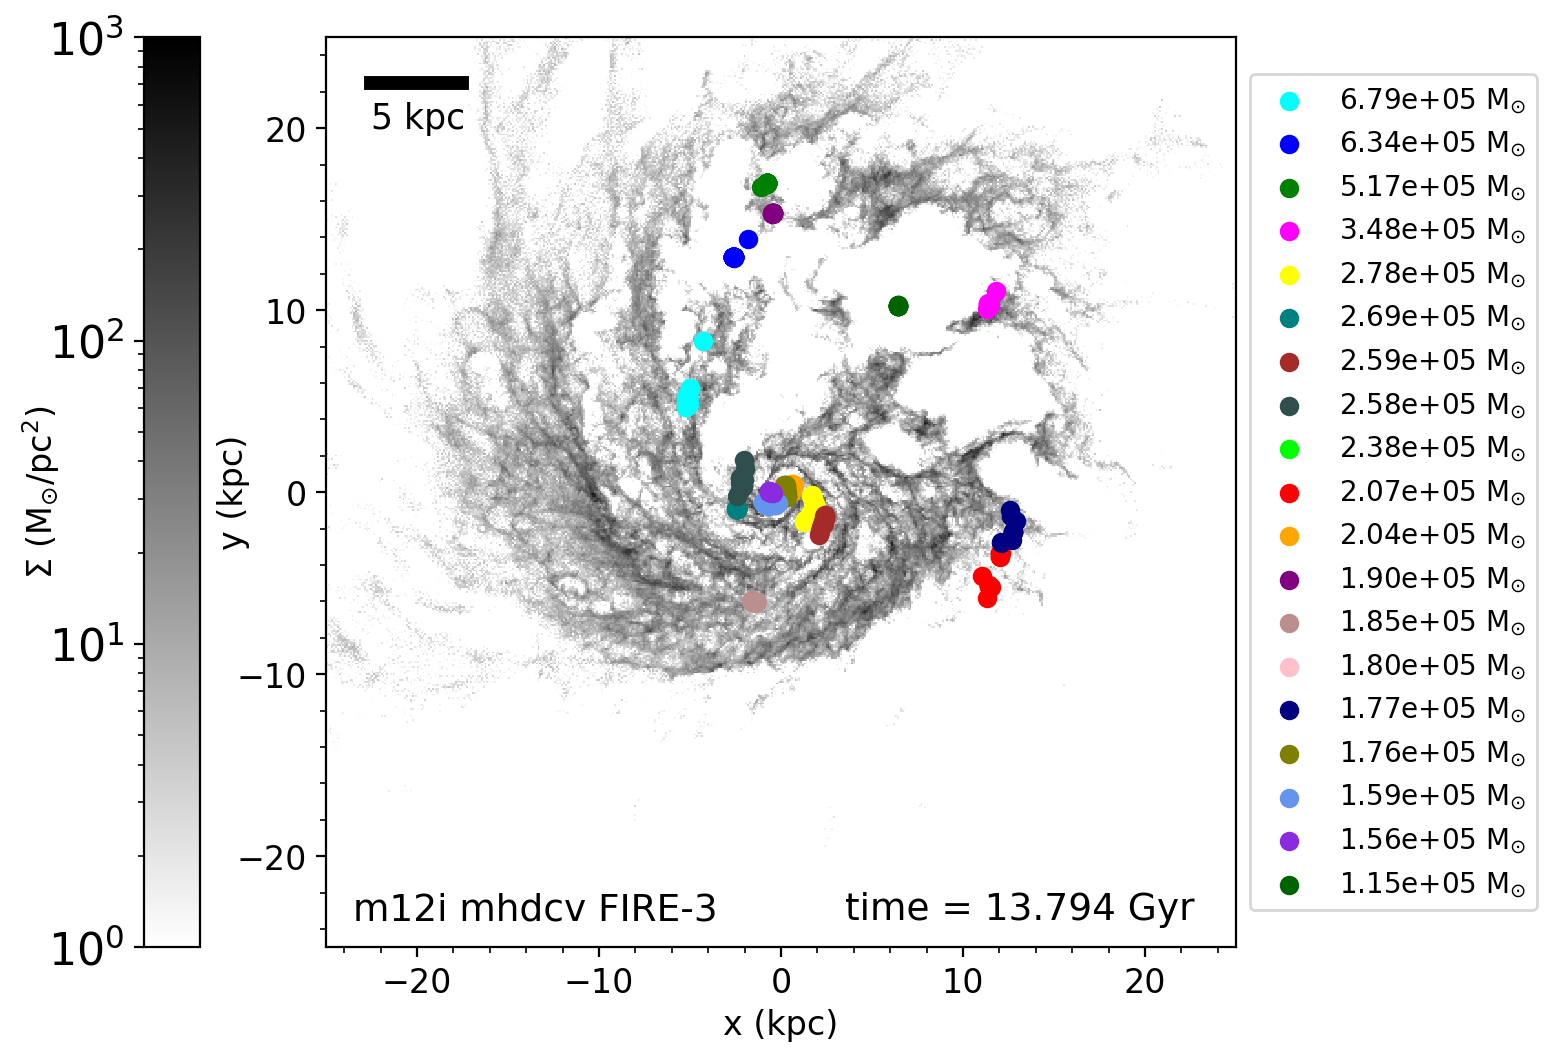 10³
10²
10¹
10⁰
Σ (M⊙/pc²)
y (kpc)
20
10
0
−10
−20
5 kpc
m12i mhdcv FIRE-3
time = 13.794 Gyr
−20 −10 0 10 20
x (kpc)
6.79e+05 M⊙
6.34e+05 M⊙
5.17e+05 M⊙
3.48e+05 M⊙
2.78e+05 M⊙
2.69e+05 M⊙
2.59e+05 M⊙
2.58e+05 M⊙
2.38e+05 M⊙
2.07e+05 M⊙
2.04e+05 M⊙
1.90e+05 M⊙
1.85e+05 M⊙
1.80e+05 M⊙
1.77e+05 M⊙
1.76e+05 M⊙
1.59e+05 M⊙
1.56e+05 M⊙
1.15e+05 M⊙